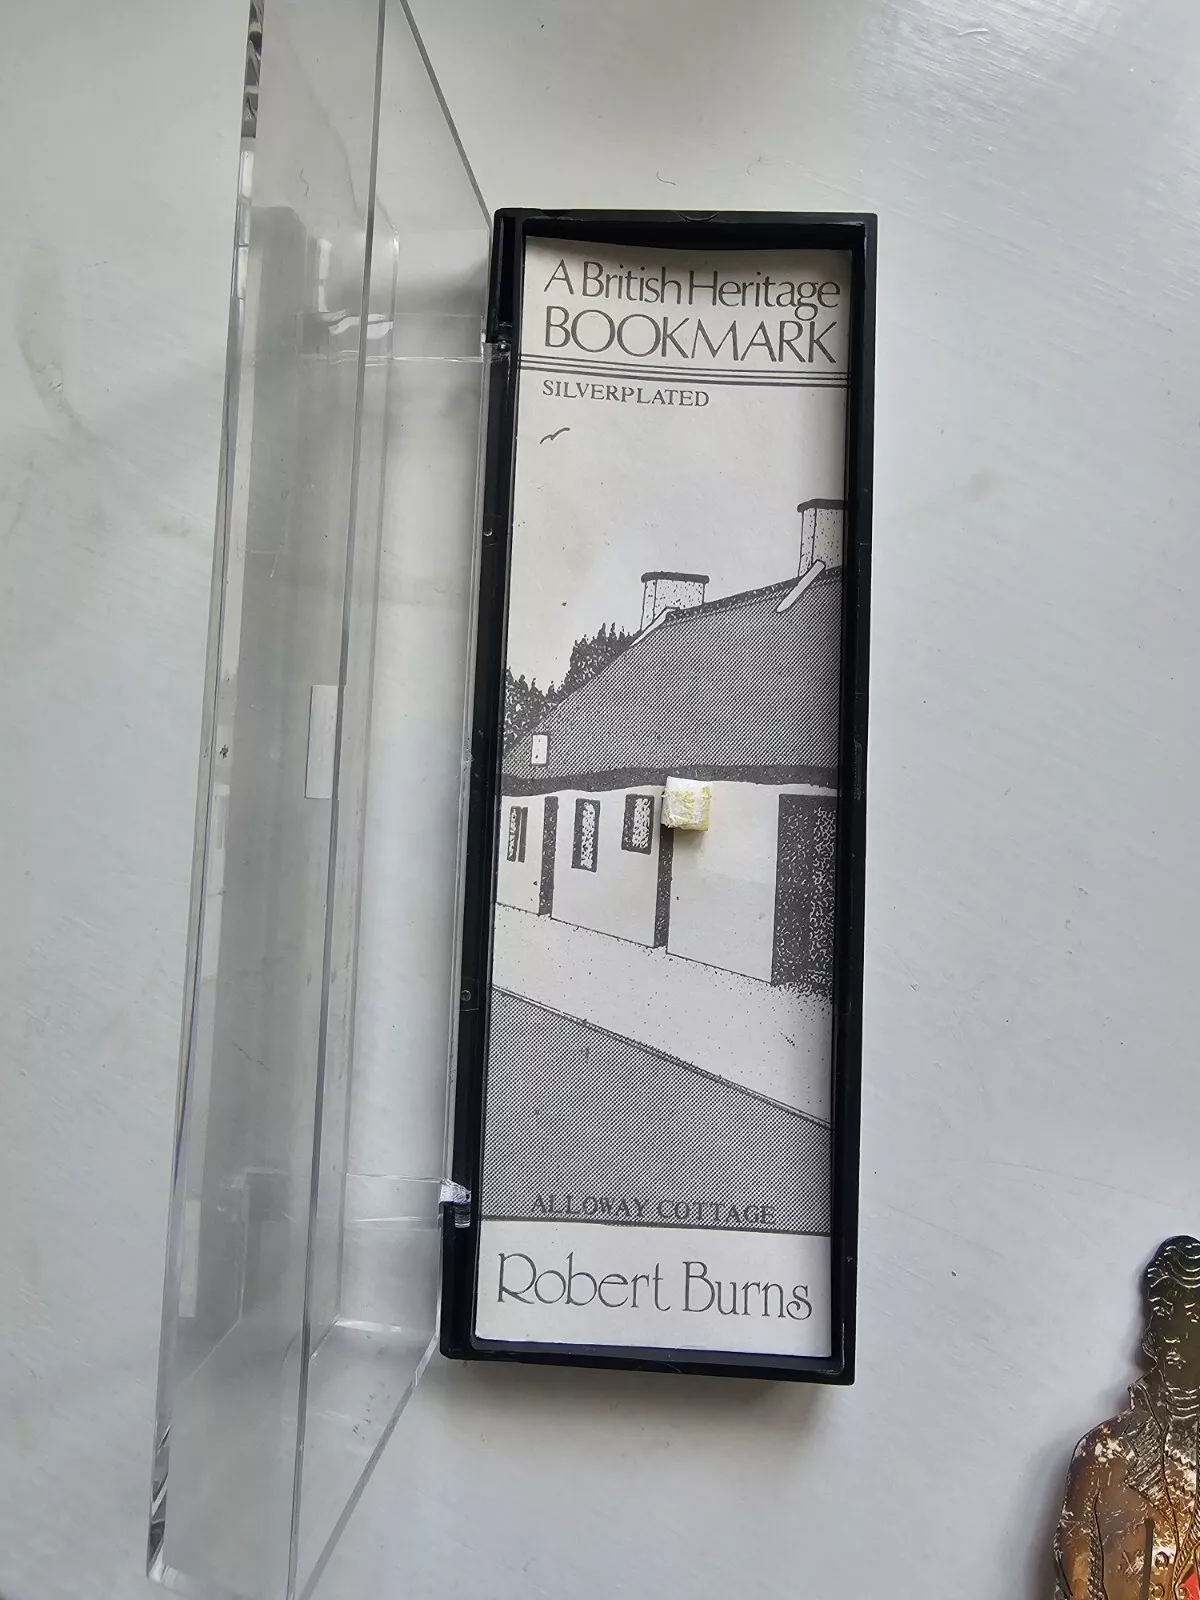 A British Heritage
BOOKMARK
SILVERPLATED
ALLOWAY COTTAGE
Robert Burns